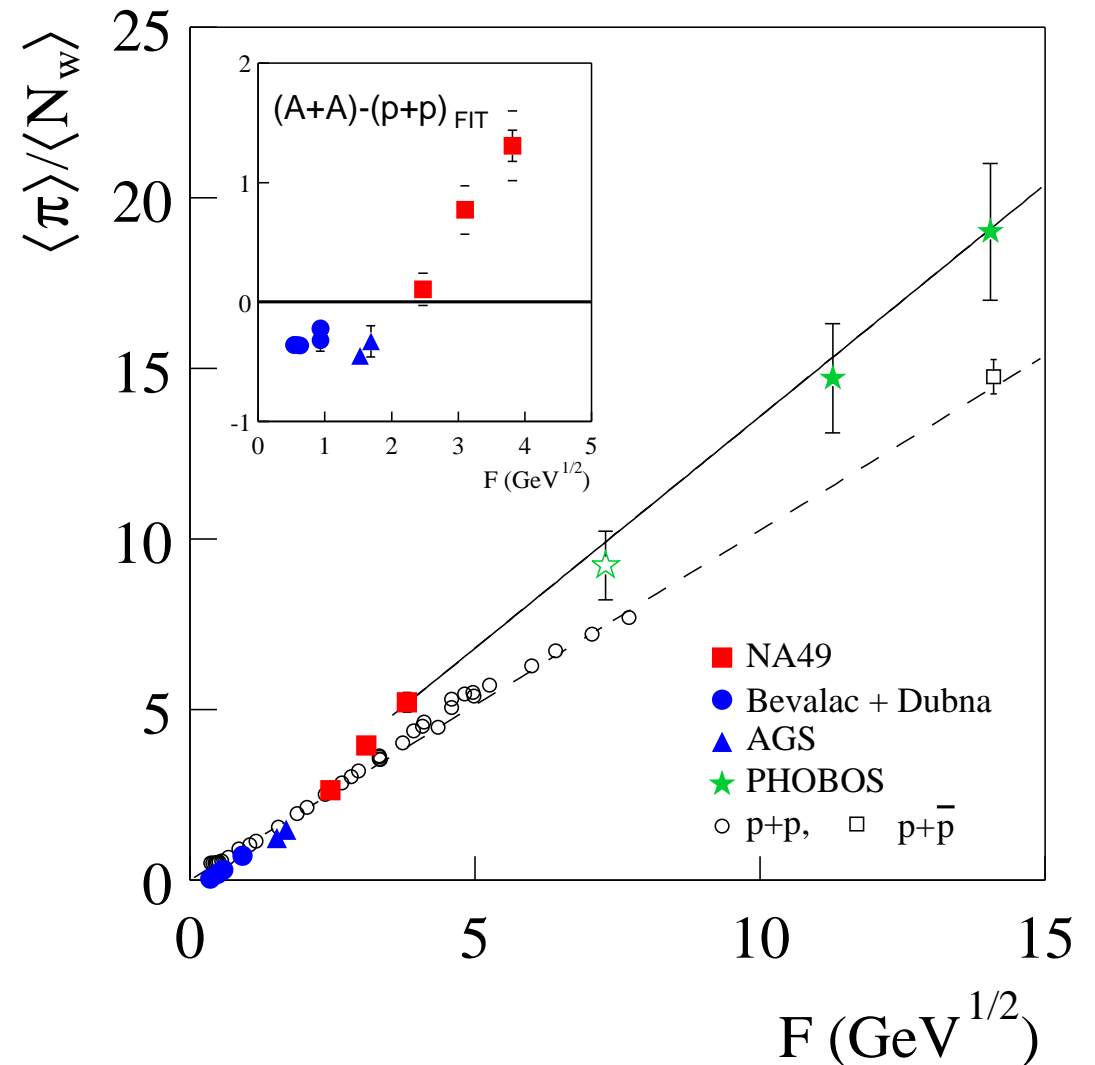 ⟨π⟩/⟨N_w⟩
25
20
15
10
5
0
0 5 10 15
F (GeV^{1/2})
(A+A)-(p+p) FIT
2
1
0
-1
0 1 2 3 4 5
F (GeV^{1/2})
NA49
Bevalac + Dubna
AGS
PHOBOS
p+p, p+p̅